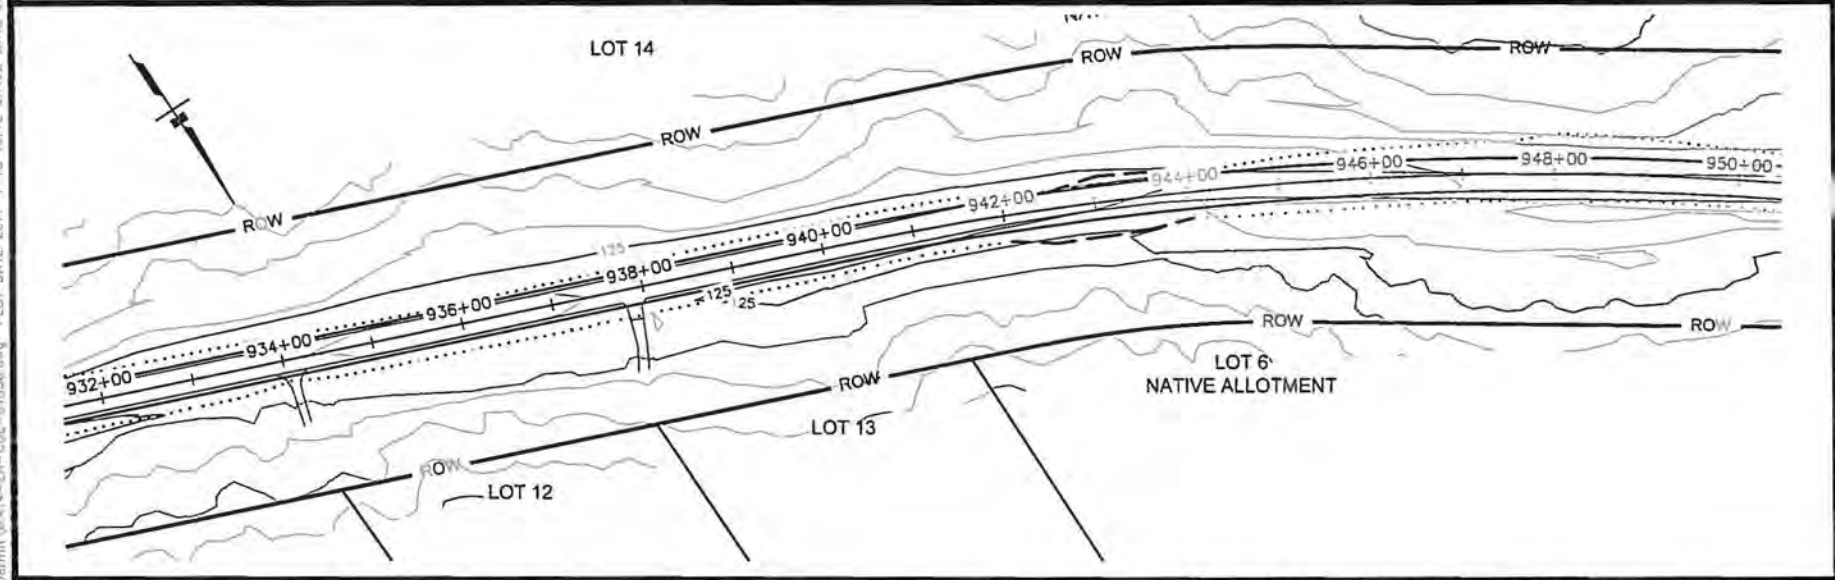 LOT 14
ROW
ROW
ROW
ROW
125
932+00
934+00
936+00
938+00
940+00
942+00
944+00
946+00
948+00
950+00
125
125
ROW
ROW
ROW
ROW
LOT 6
NATIVE ALLOTMENT
LOT 13
LOT 12